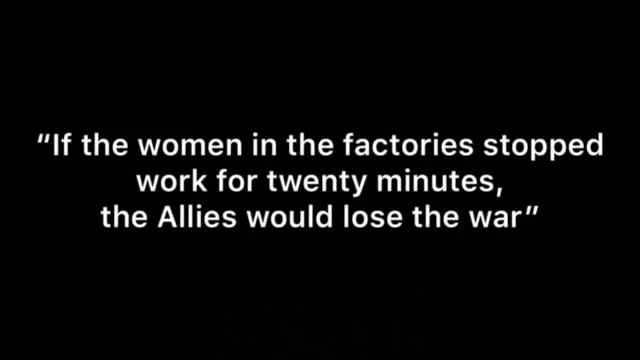 “If the women in the factories stopped
work for twenty minutes,
the Allies would lose the war”